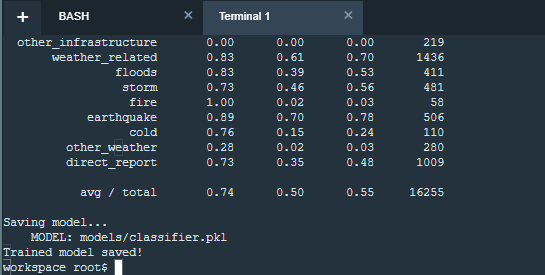 + BASH × Terminal 1 ×
other_infrastructure 0.00 0.00 0.00 219
weather_related 0.83 0.61 0.70 1436
floods 0.83 0.39 0.53 411
storm 0.73 0.46 0.56 481
fire 1.00 0.02 0.03 58
earthquake 0.89 0.70 0.78 506
cold 0.76 0.15 0.24 110
other_weather 0.28 0.02 0.03 280
direct_report 0.73 0.35 0.48 1009
avg / total 0.74 0.50 0.55 16255
Saving model...
MODEL: models/classifier.pkl
Trained model saved!
workspace root$